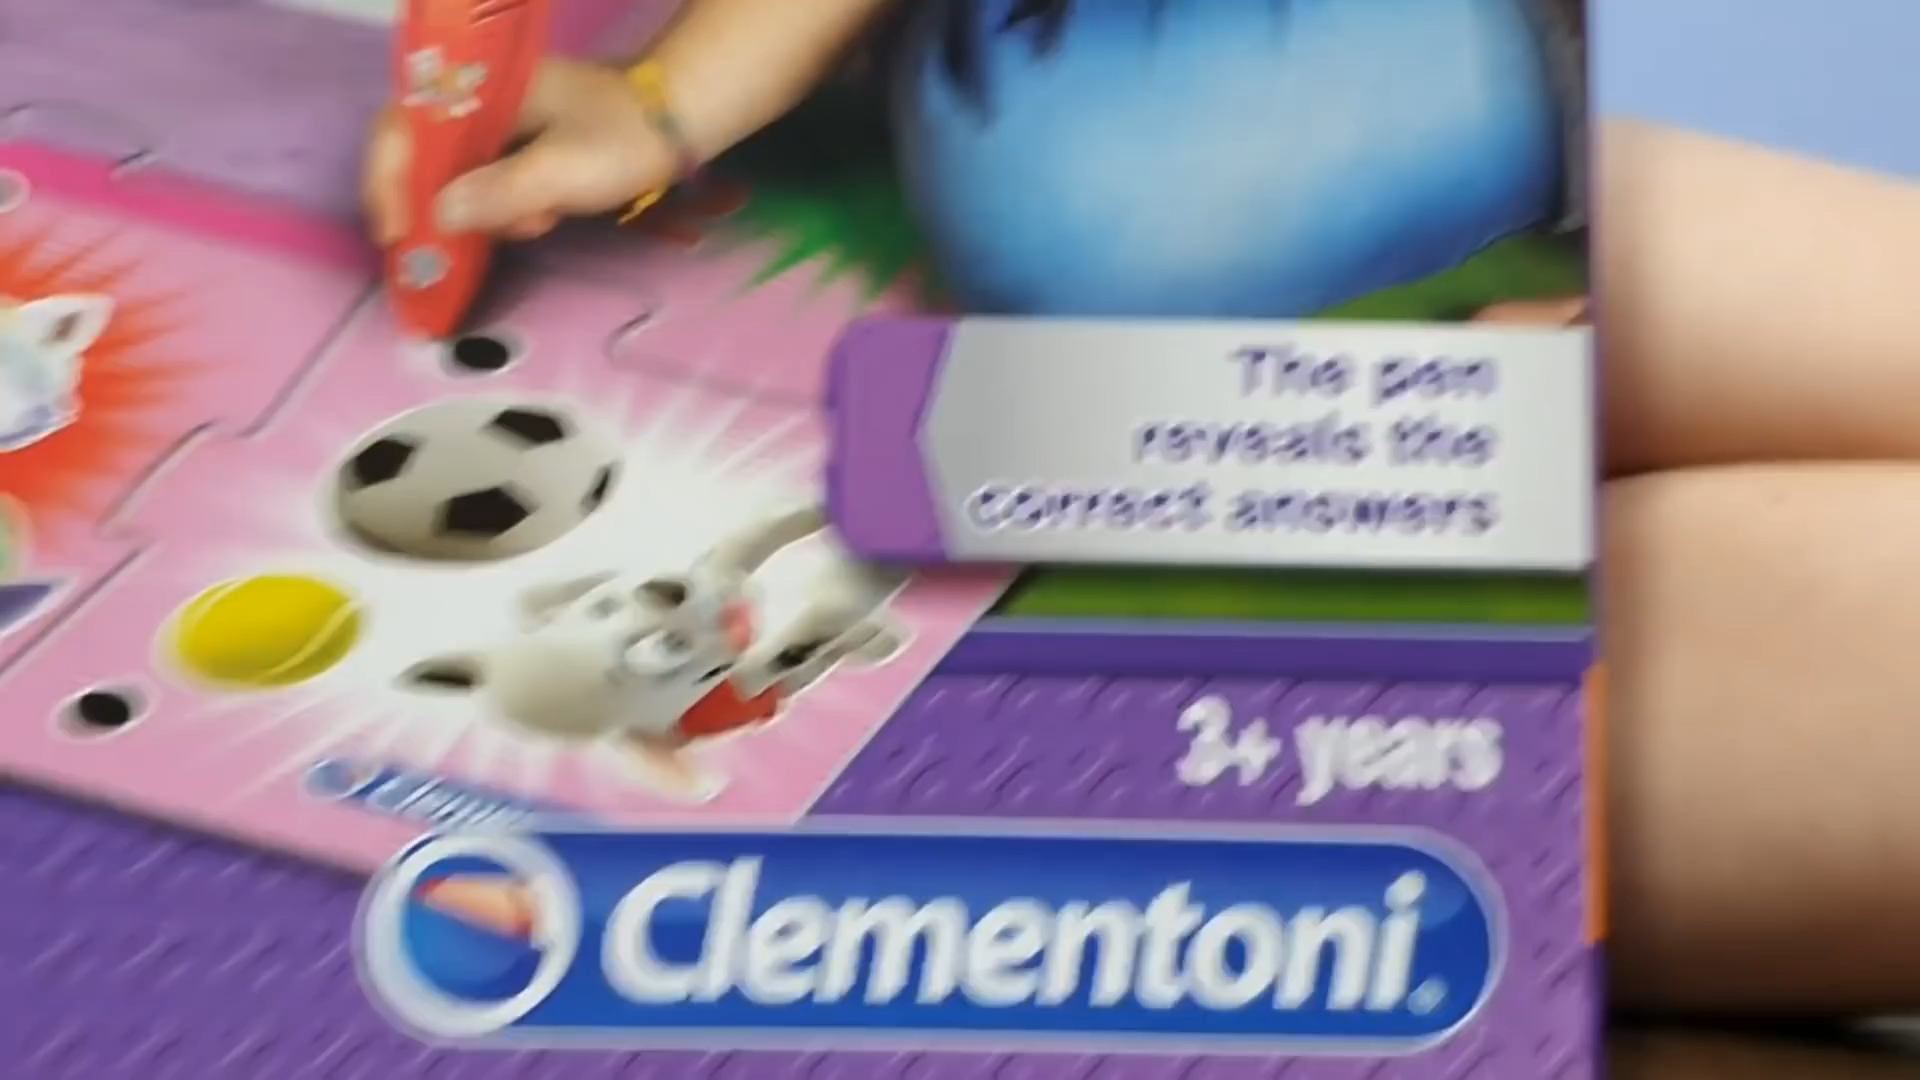 The pen
reveals the
correct answers
3+ years
Clementoni